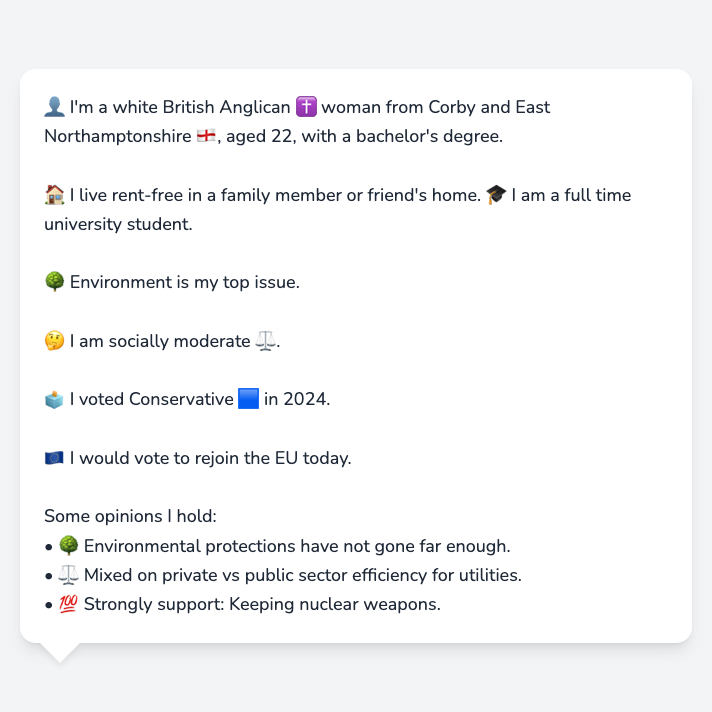 👤 I'm a white British Anglican ✝️ woman from Corby and East
Northamptonshire 🏴󠁧󠁢󠁥󠁮󠁧󠁿, aged 22, with a bachelor's degree.
🏠 I live rent-free in a family member or friend's home. 🎓 I am a full time
university student.
🌳 Environment is my top issue.
🤔 I am socially moderate ⚖️.
🗳️ I voted Conservative 🟦 in 2024.
🇪🇺 I would vote to rejoin the EU today.
Some opinions I hold:
• 🌳 Environmental protections have not gone far enough.
• ⚖️ Mixed on private vs public sector efficiency for utilities.
• 💯 Strongly support: Keeping nuclear weapons.